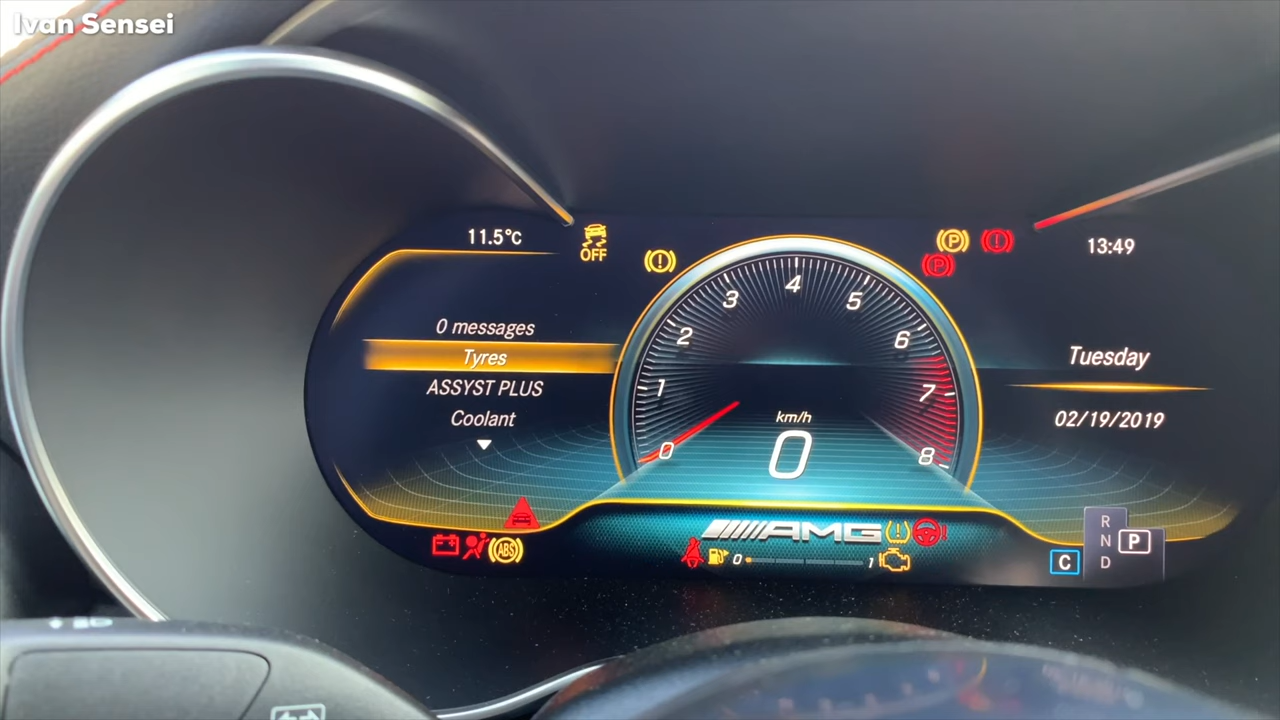 Ivan Sensei
11.5°C
OFF
13:49
0 messages
Tyres
ASSYST PLUS
Coolant
0 1 2 3 4 5 6 7 8
km/h
0
Tuesday
02/19/2019
ABS
AMG
0 1
C
R
N
D
P